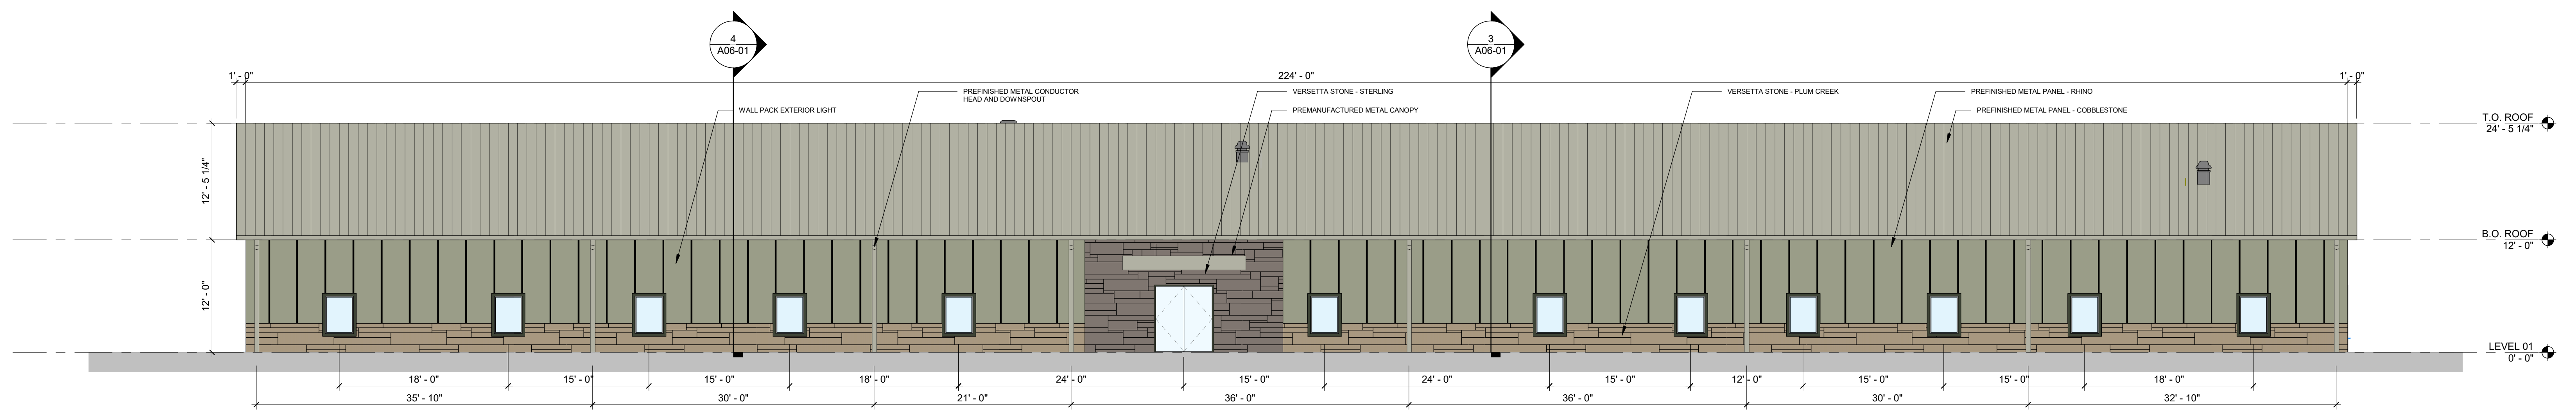 4
A06-01
3
A06-01
1' - 0"
224' - 0"
1' - 0"
PREFINISHED METAL CONDUCTOR
HEAD AND DOWNSPOUT
VERSETTA STONE - STERLING
VERSETTA STONE - PLUM CREEK
PREFINISHED METAL PANEL - RHINO
WALL PACK EXTERIOR LIGHT
PREMANUFACTURED METAL CANOPY
PREFINISHED METAL PANEL - COBBLESTONE
T.O. ROOF
24' - 5 1/4"
12' - 5 1/4"
B.O. ROOF
12' - 0"
12' - 0"
LEVEL 01
0' - 0"
18' - 0"
15' - 0"
15' - 0"
18' - 0"
24' - 0"
15' - 0"
24' - 0"
15' - 0"
12' - 0"
15' - 0"
15' - 0"
18' - 0"
35' - 10"
30' - 0"
21' - 0"
36' - 0"
36' - 0"
30' - 0"
32' - 10"